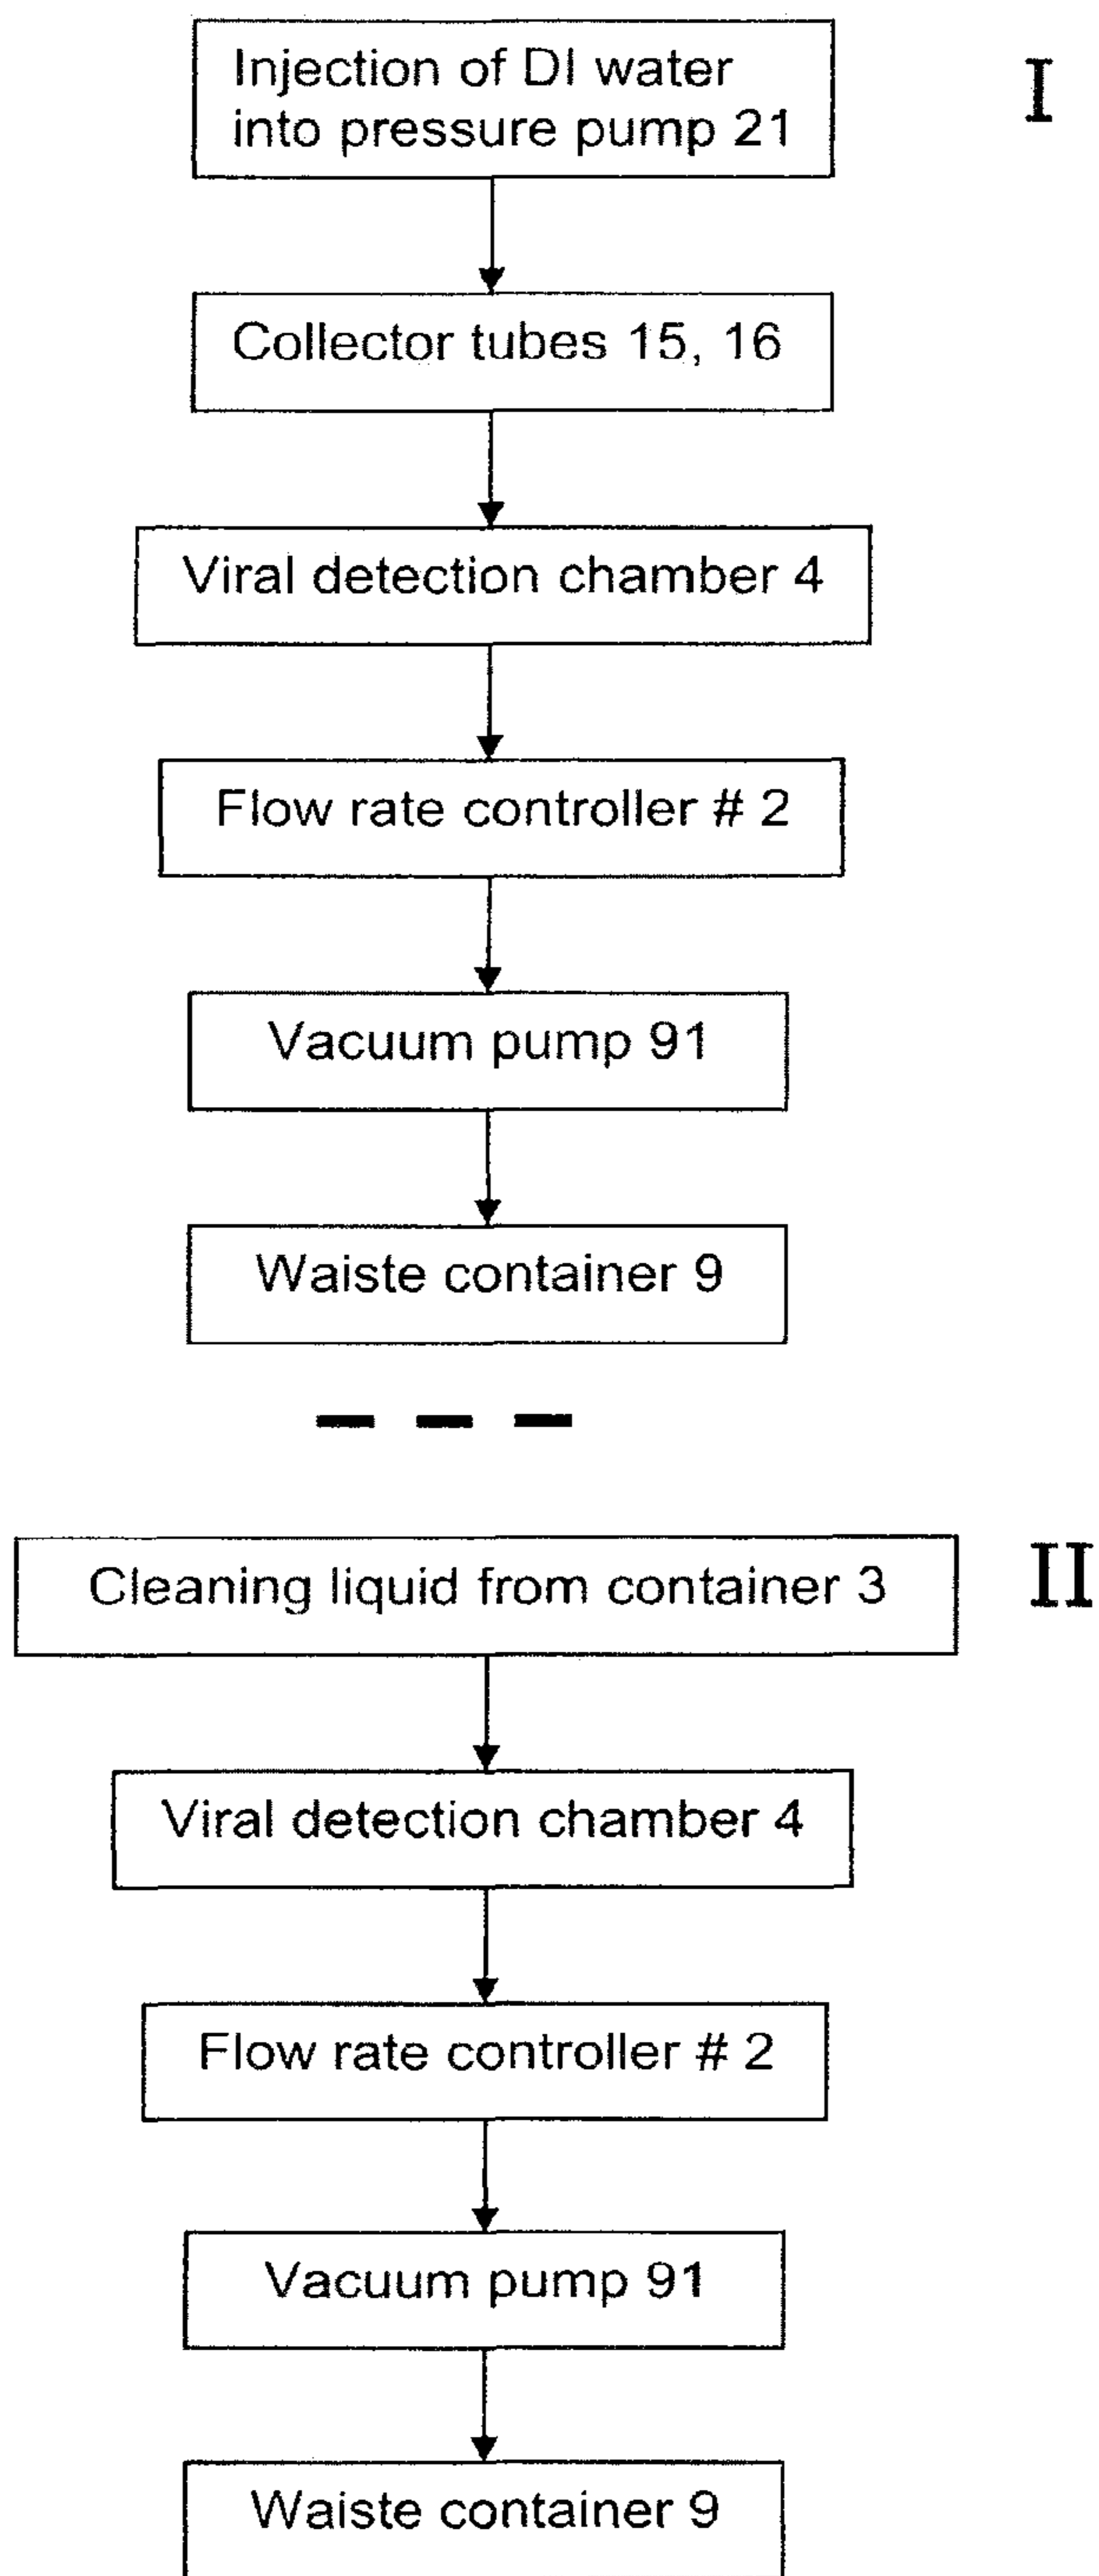 Injection of DI water
into pressure pump 21
I
Collector tubes 15, 16
Viral detection chamber 4
Flow rate controller # 2
Vacuum pump 91
Waiste container 9
Cleaning liquid from container 3
II
Viral detection chamber 4
Flow rate controller # 2
Vacuum pump 91
Waiste container 9